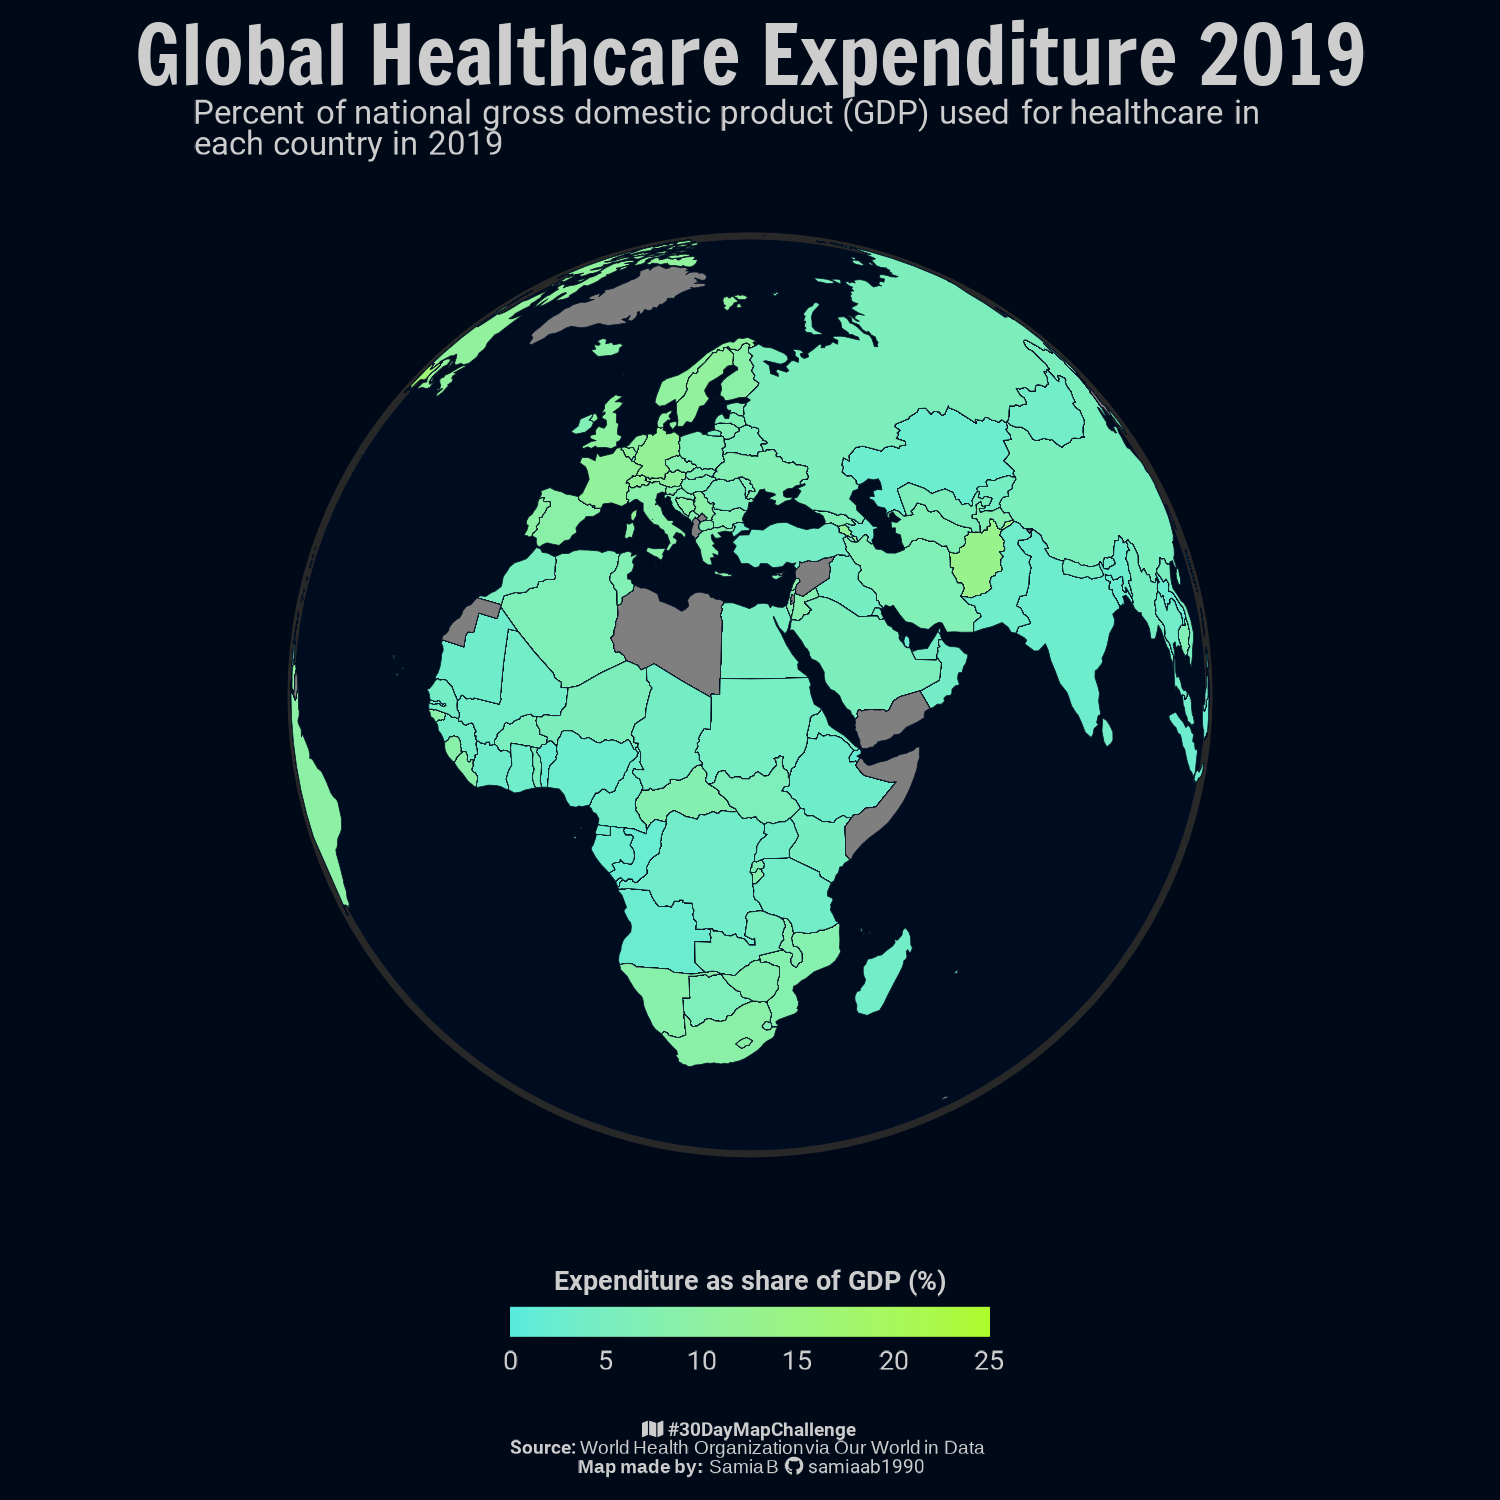 Global Healthcare Expenditure 2019
Percent of national gross domestic product (GDP) used for healthcare in
each country in 2019
Expenditure as share of GDP (%)
0 5 10 15 20 25
#30DayMapChallenge
Source: World Health Organization via Our World in Data
Map made by: Samia B samiaab1990